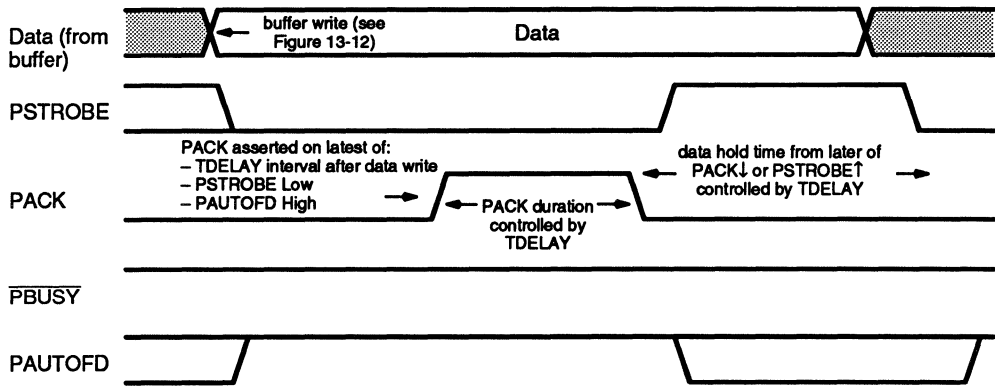 Data (from
buffer)
buffer write (see
Figure 13-12)
Data
PSTROBE
PACK asserted on latest of:
– TDELAY interval after data write
– PSTROBE Low
– PAUTOFD High
data hold time from later of
PACK↓ or PSTROBE↑
controlled by TDELAY
PACK
PACK duration
controlled by
TDELAY
PBUSY
PAUTOFD